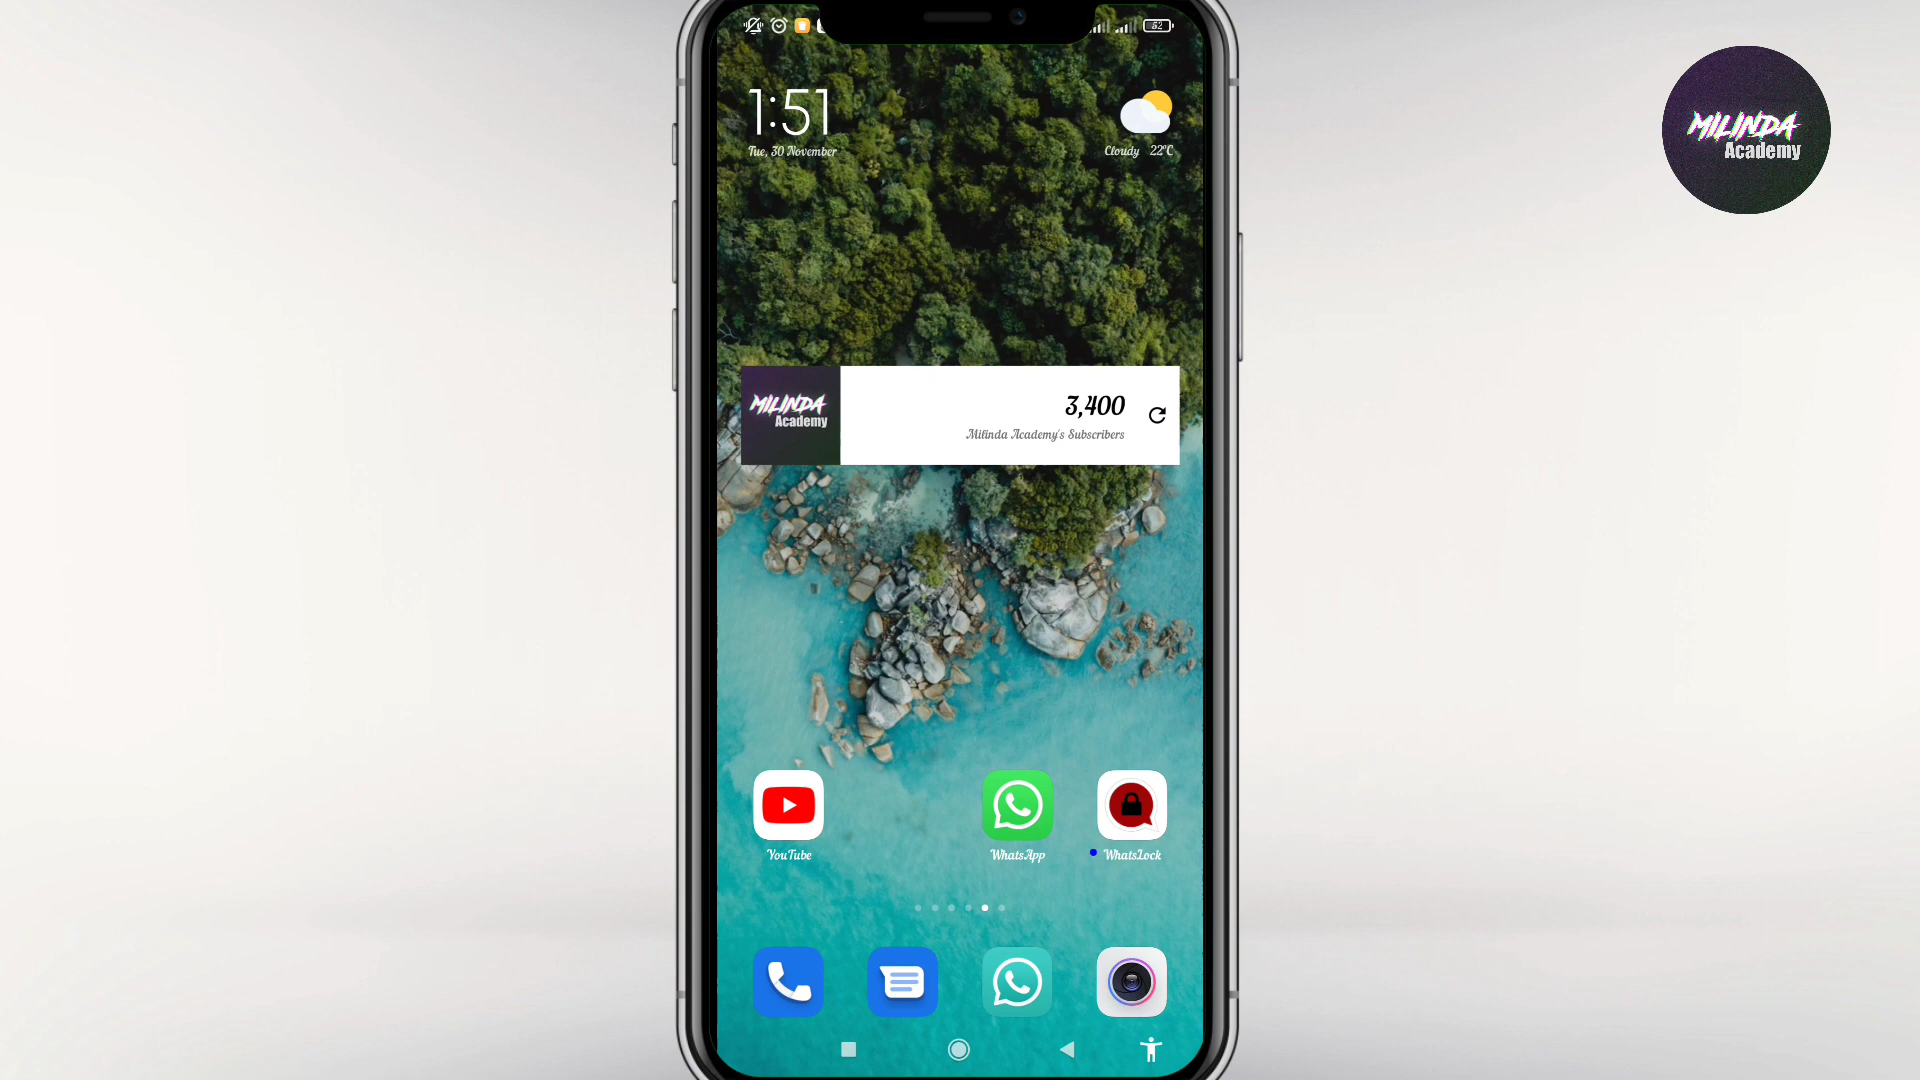 52
1:51
Tue, 30 November
Cloudy 22°C
MILINDA
Academy
MILINDA
Academy
3,400
Milinda Academy's Subscribers
YouTube
WhatsApp
WhatsLock